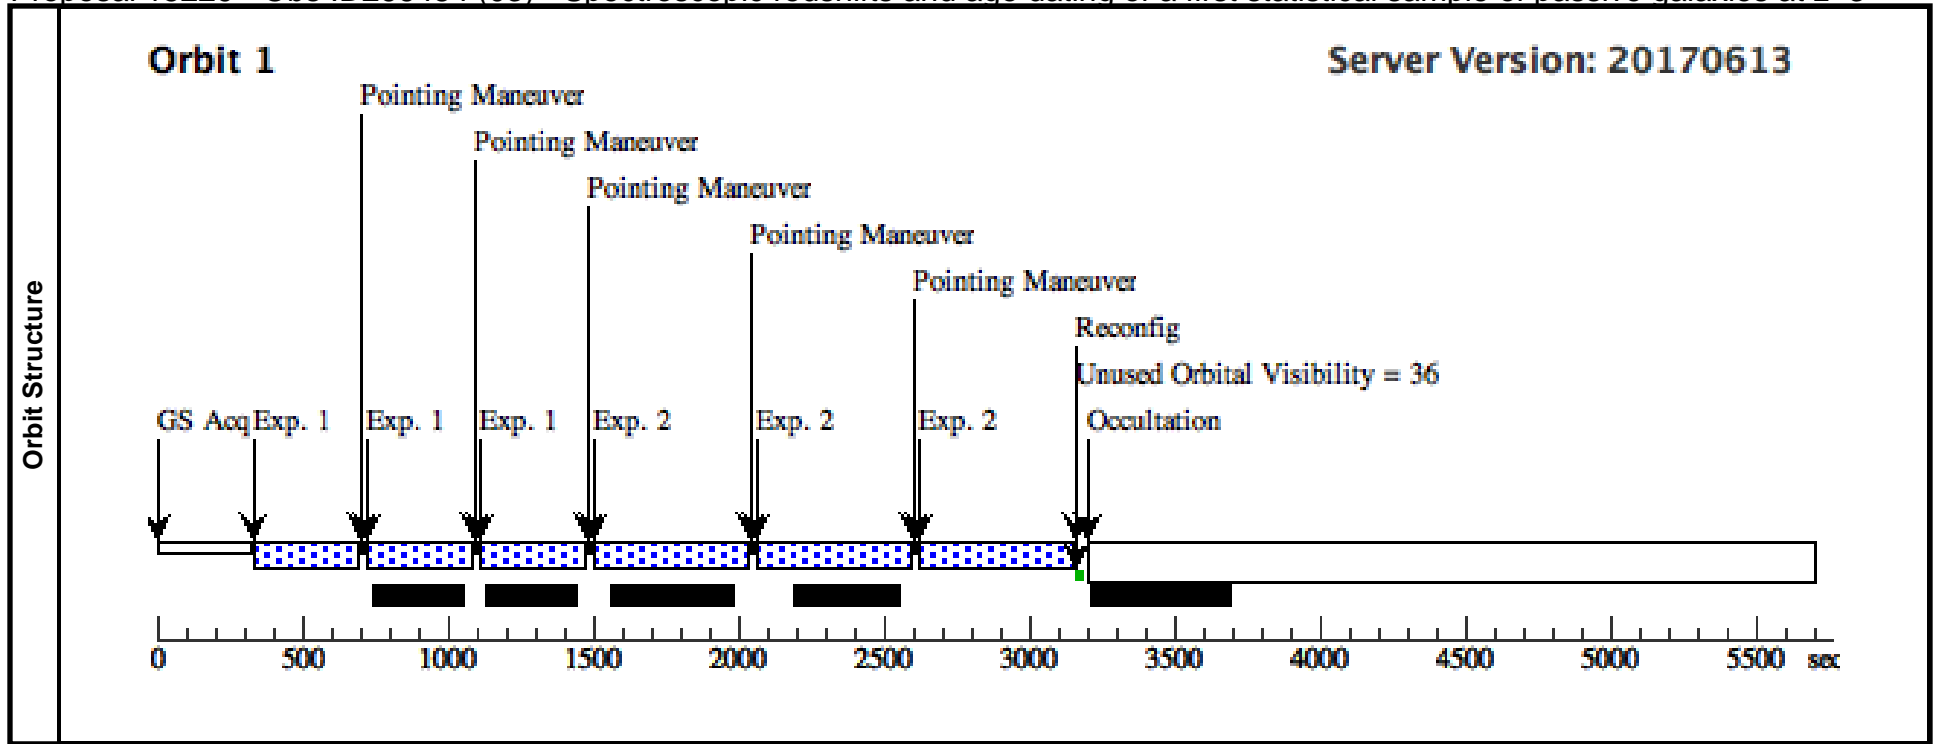 Orbit 1
Server Version: 20170613
Pointing Maneuver
Pointing Maneuver
Pointing Maneuver
Pointing Maneuver
Pointing Maneuver
Reconfig
Unused Orbital Visibility = 36
GS Acq Exp. 1 Exp. 1 Exp. 1 Exp. 2 Exp. 2 Exp. 2 Occultation
Orbit Structure
0 500 1000 1500 2000 2500 3000 3500 4000 4500 5000 5500 sec